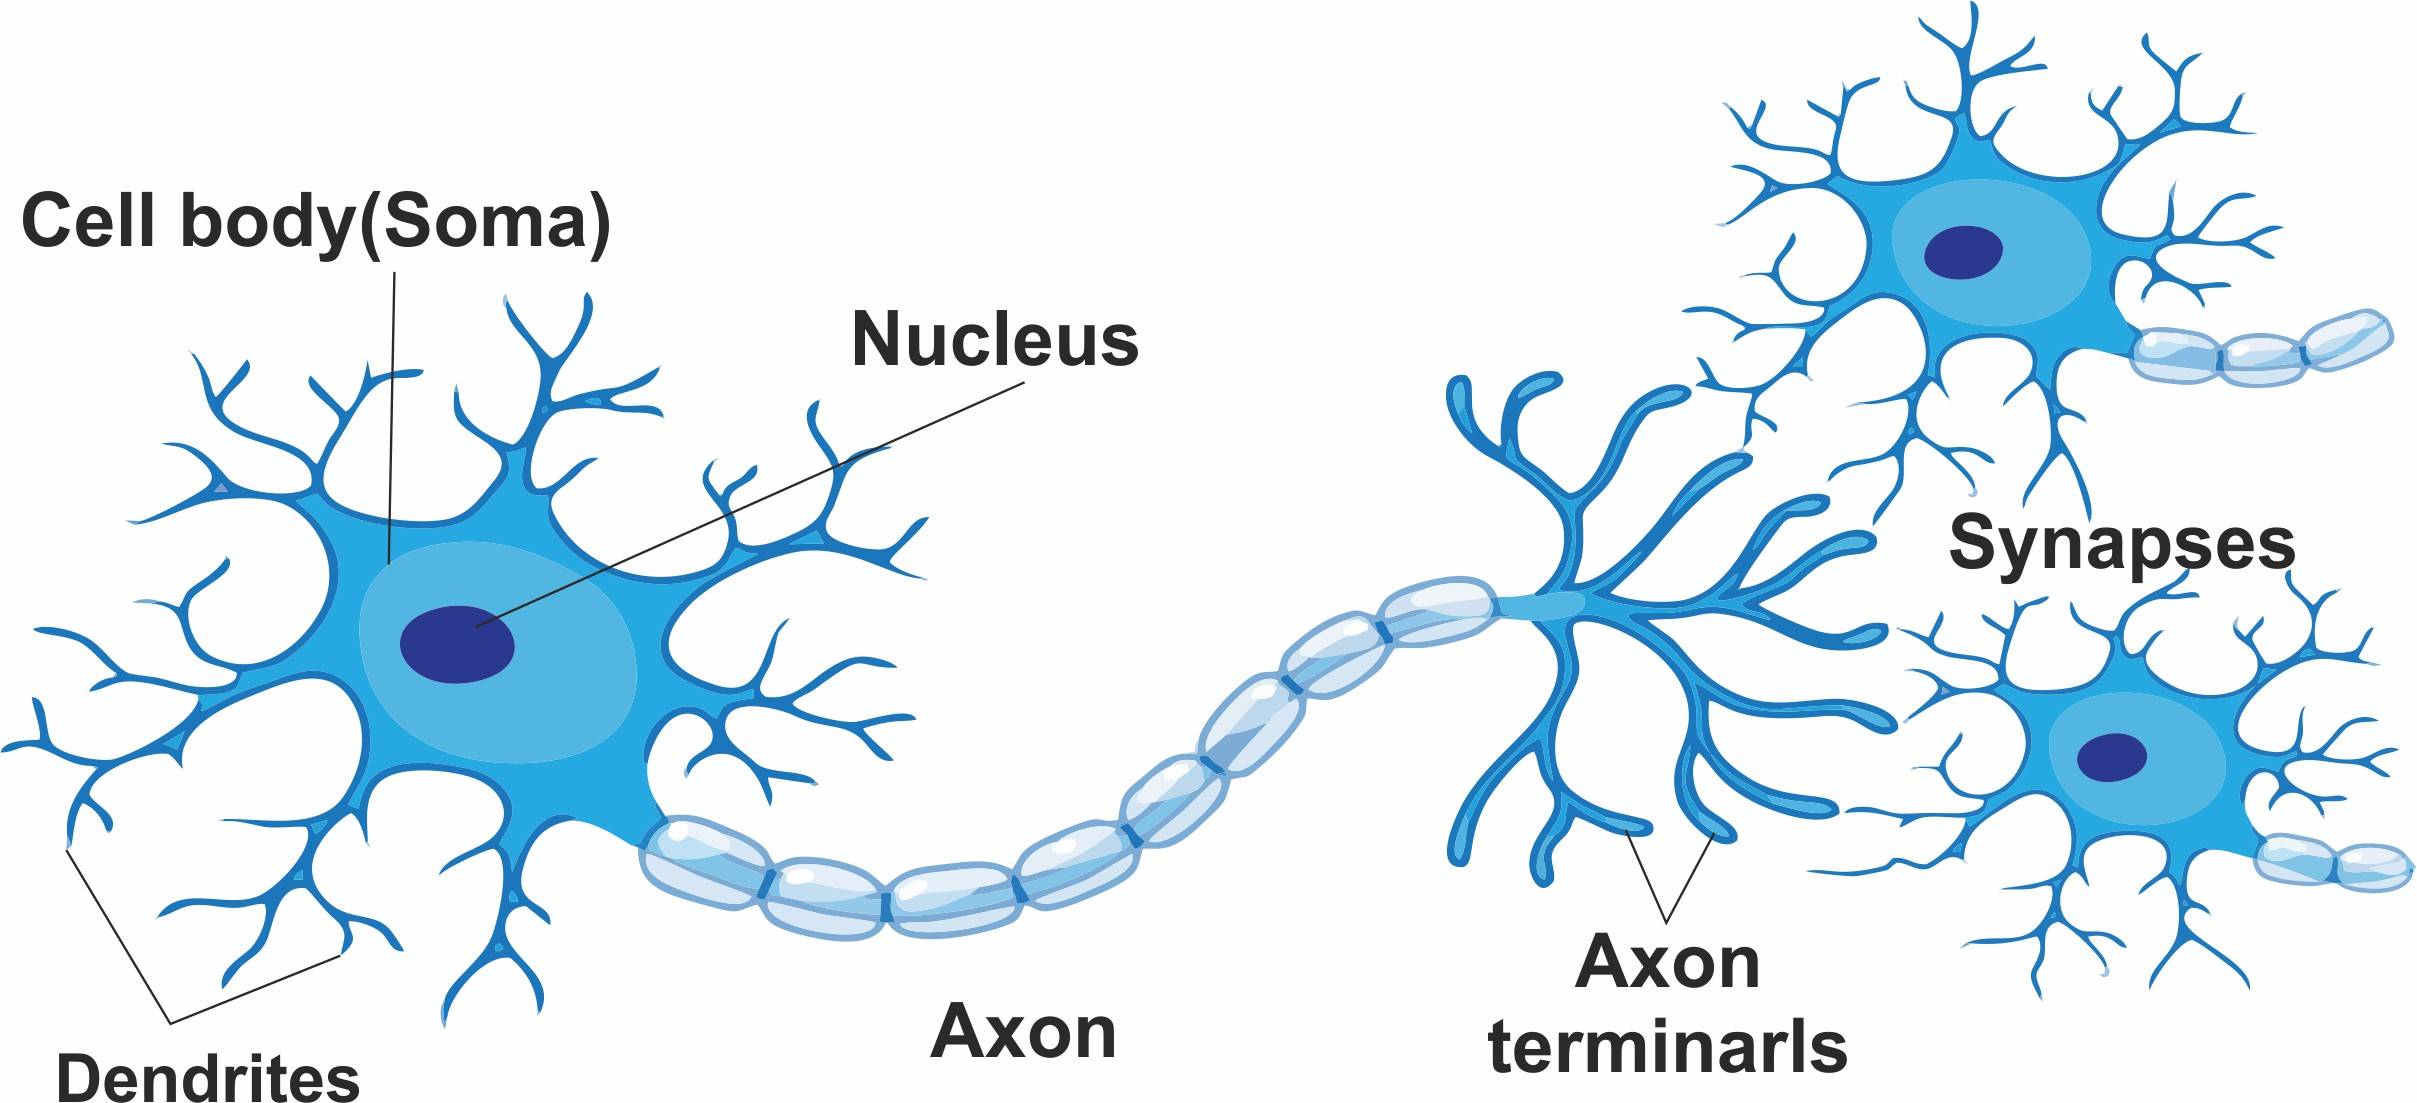 Cell body(Soma)
Nucleus
Synapses
Axon
terminarls
Axon
Dendrites